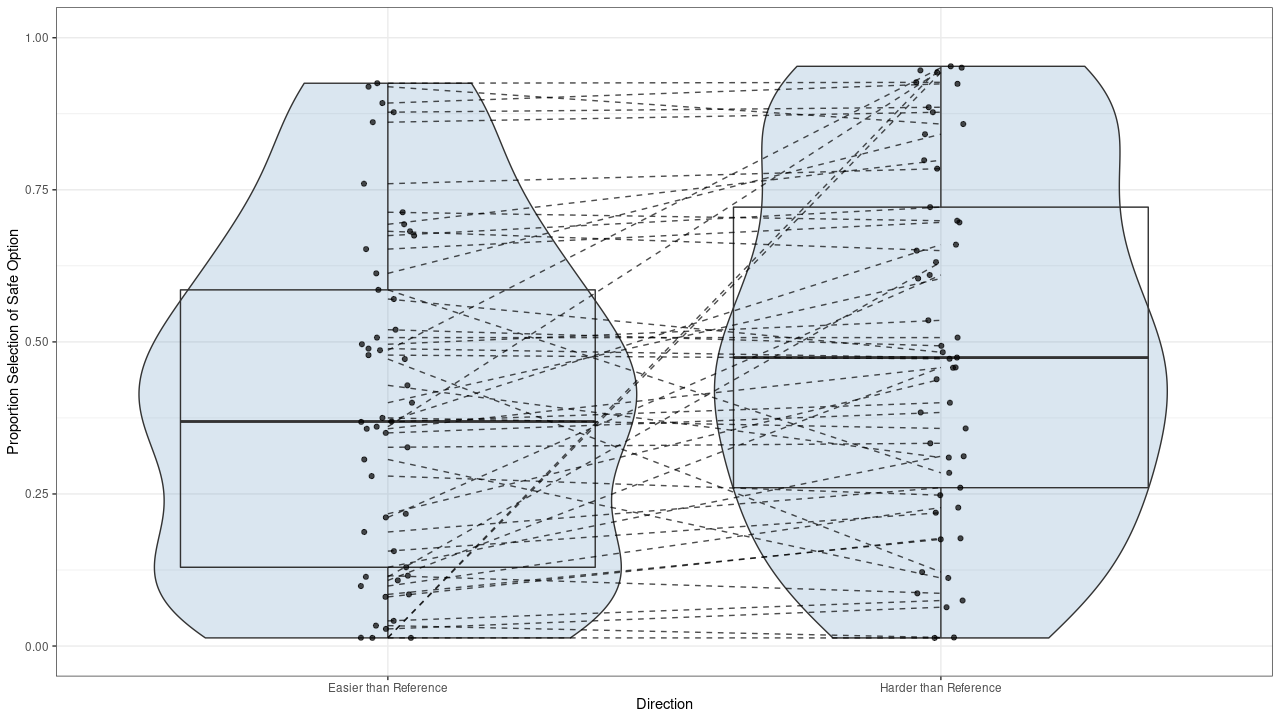 Proportion Selection of Safe Option
1.00
0.75
0.50
0.25
0.00
Easier than Reference
Harder than Reference
Direction